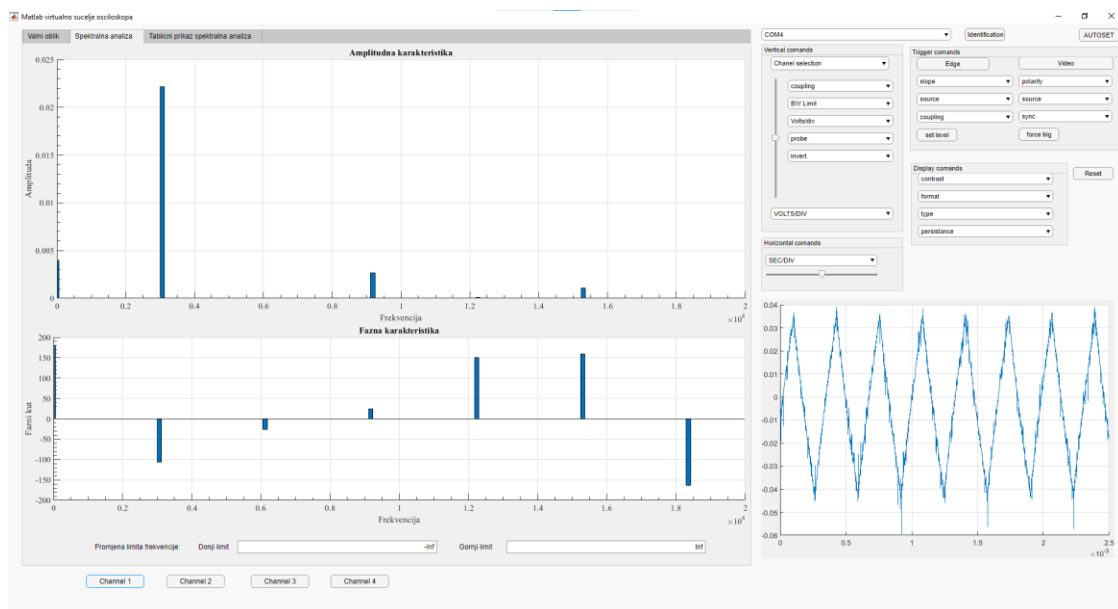 Matlab virtualno sucelje osciloskopa
Valni oblik Spektralna analiza Tablicni prikaz spektralna analiza
Amplitudna karakteristika
0.025
0.02
0.015
0.01
0.005
0
Amplituda
0 0.2 0.4 0.6 0.8 1 1.2 1.4 1.6 1.8 2
Frekvencija
×10⁴
Fazna karakteristika
200
150
100
50
0
-50
-100
-150
-200
Fazni kut
0 0.2 0.4 0.6 0.8 1 1.2 1.4 1.6 1.8 2
Frekvencija
×10⁴
Promjena limita frekvencije: Donji limit -Inf Gornji limit Inf
Channel 1 Channel 2 Channel 3 Channel 4
COM4 Identification AUTOSET
Vertical comands
Chanel selection
coupling
BW Limit
Volts/div
probe
invert
VOLTS/DIV
Horizontal comands
SEC/DIV
Trigger comands
Edge Video
slope polarity
source source
coupling sync
set level force trig
Display comands
contrast
format
type
persistance
Reset
0.04
0.03
0.02
0.01
0
-0.01
-0.02
-0.03
-0.04
-0.05
-0.06
0 0.5 1 1.5 2 2.5
×10⁻³